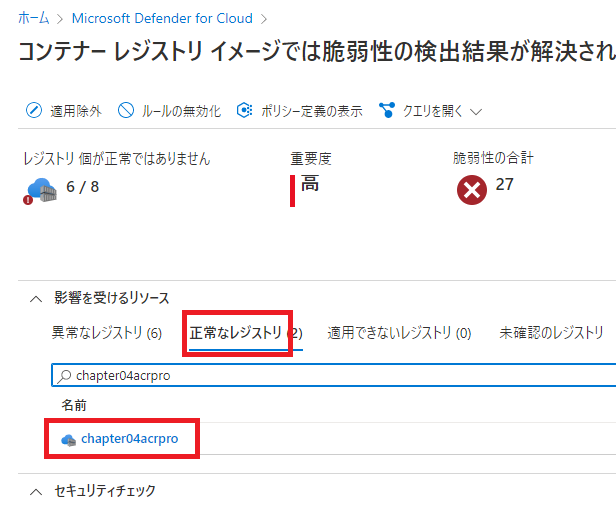 ホーム > Microsoft Defender for Cloud >
コンテナー レジストリ イメージでは脆弱性の検出結果が解決され
適用除外 ルールの無効化 ポリシー定義の表示 クエリを開く
レジストリ 個が正常ではありません 重要度 脆弱性の合計
6 / 8 高 27
影響を受けるリソース
異常なレジストリ (6) 正常なレジストリ (2) 適用できないレジストリ (0) 未確認のレジストリ
chapter04acrpro
名前
chapter04acrpro
セキュリティチェック